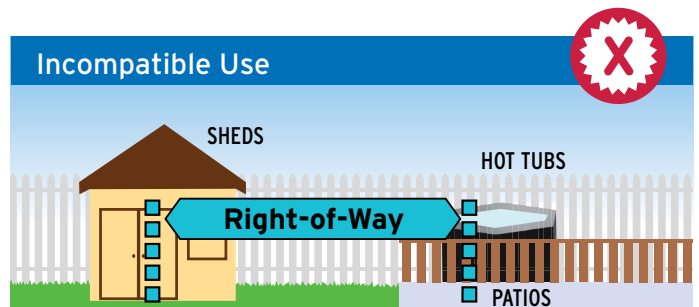 Incompatible Use
X
SHEDS
HOT TUBS
Right-of-Way
PATIOS